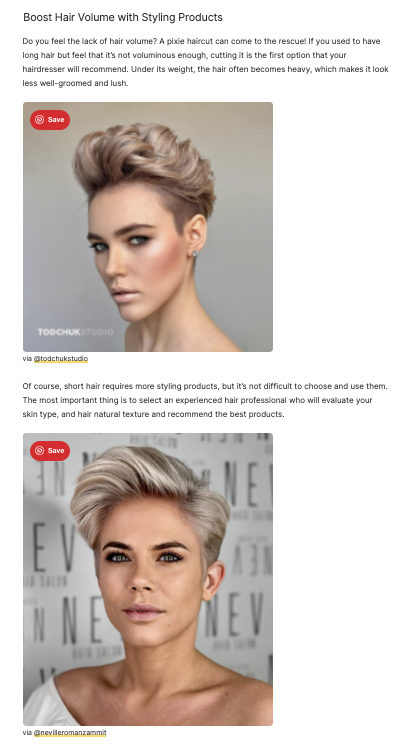 Boost Hair Volume with Styling Products
Do you feel the lack of hair volume? A pixie haircut can come to the rescue! If you used to have
long hair but feel that it's not voluminous enough, cutting it is the first option that your
hairdresser will recommend. Under its weight, the hair often becomes heavy, which makes it look
less well-groomed and lush.
Save
TODCHUKSTUDIO
via @todchukstudio
Of course, short hair requires more styling products, but it's not difficult to choose and use them.
The most important thing is to select an experienced hair professional who will evaluate your
skin type, and hair natural texture and recommend the best products.
Save
NEV
HAIR SALON
NEV
HAIR SALON
NEV
via @nevilleromanzammit